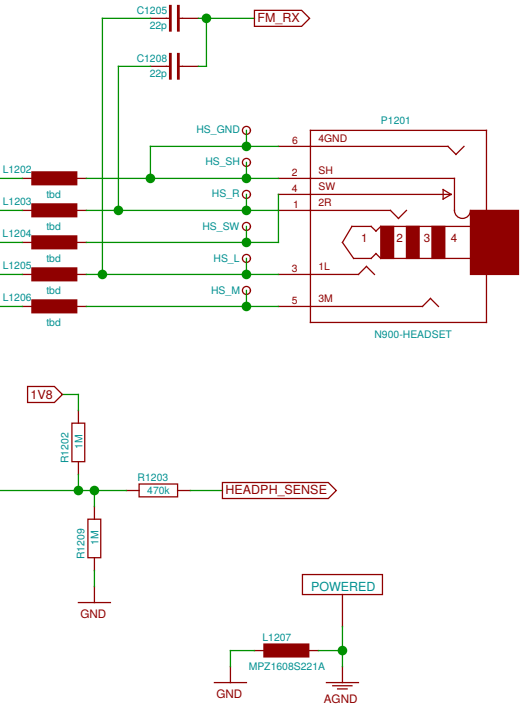 C1205
22p
FM_RX
C1208
22p
P1201
HS_GND
6
4GND
HS_SH
L1202
tbd
2
SH
4
SW
HS_R
L1203
tbd
1
2R
HS_SW
L1204
tbd
1 2 3 4
HS_L
L1205
tbd
3
1L
HS_M
L1206
tbd
5
3M
N900-HEADSET
1V8
R1202
1M
R1203
470k
HEADPH_SENSE
R1209
1M
GND
POWERED
L1207
MPZ1608S221A
GND
AGND